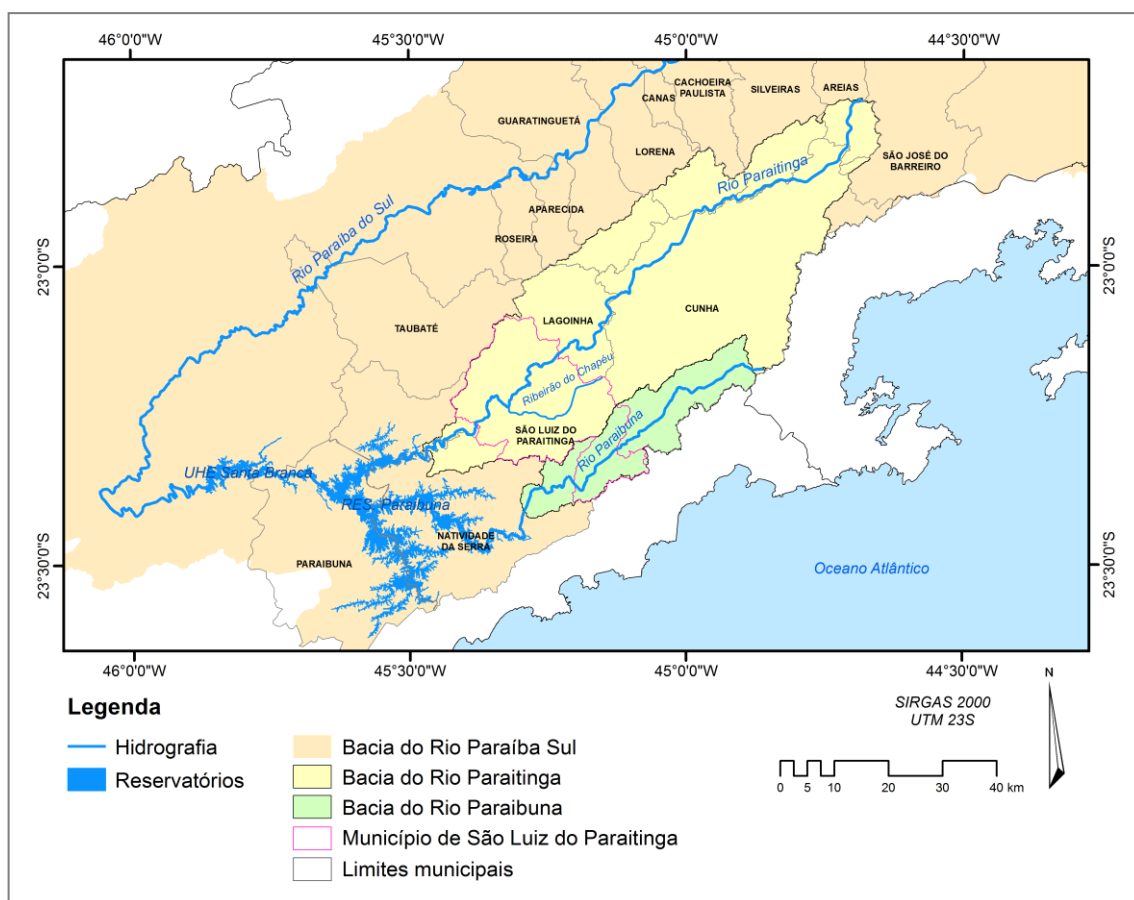 46°0'0"W
45°30'0"W
45°0'0"W
44°30'0"W
CACHOEIRA
PAULISTA
CANAS
SILVEIRAS
AREIAS
GUARATINGUETÁ
LORENA
SÃO JOSÉ DO
BARREIRO
Rio Paraitinga
Rio Paraíba do Sul
APARECIDA
ROSEIRA
23°0'0"S
23°0'0"S
TAUBATÉ
LAGOINHA
CUNHA
Ribeirão do Chapéu
SÃO LUIZ DO
PARAITINGA
Rio Paraibuna
UHE Santa Branca
RES. Paraibuna
NATIVIDADE
DA SERRA
PARAIBUNA
Oceano Atlântico
23°30'0"S
23°30'0"S
46°0'0"W
45°30'0"W
45°0'0"W
44°30'0"W
Legenda
Hidrografia
Reservatórios
Bacia do Rio Paraíba Sul
Bacia do Rio Paraitinga
Bacia do Rio Paraibuna
Município de São Luiz do Paraitinga
Limites municipais
SIRGAS 2000
UTM 23S
N
0 5 10 20 30 40 km